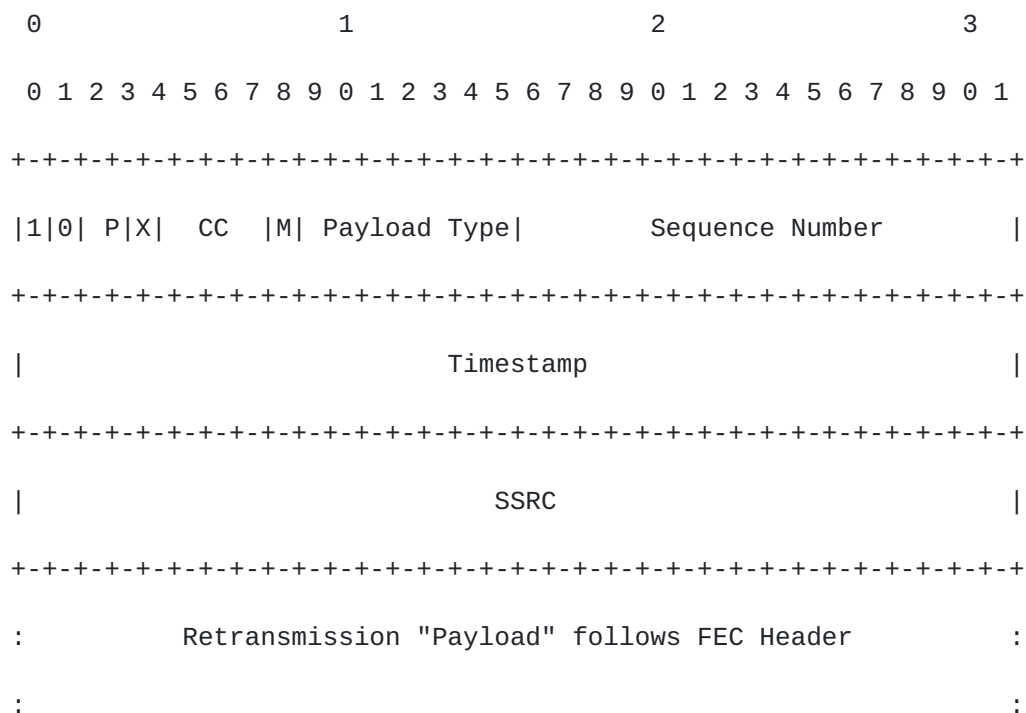 0                   1                   2                   3
 0 1 2 3 4 5 6 7 8 9 0 1 2 3 4 5 6 7 8 9 0 1 2 3 4 5 6 7 8 9 0 1
+-+-+-+-+-+-+-+-+-+-+-+-+-+-+-+-+-+-+-+-+-+-+-+-+-+-+-+-+-+-+-+-+
|1|0| P|X|  CC  |M| Payload Type|        Sequence Number        |
+-+-+-+-+-+-+-+-+-+-+-+-+-+-+-+-+-+-+-+-+-+-+-+-+-+-+-+-+-+-+-+-+
|                           Timestamp                           |
+-+-+-+-+-+-+-+-+-+-+-+-+-+-+-+-+-+-+-+-+-+-+-+-+-+-+-+-+-+-+-+-+
|                              SSRC                             |
+-+-+-+-+-+-+-+-+-+-+-+-+-+-+-+-+-+-+-+-+-+-+-+-+-+-+-+-+-+-+-+-+
:          Retransmission "Payload" follows FEC Header          :
:                                                               :